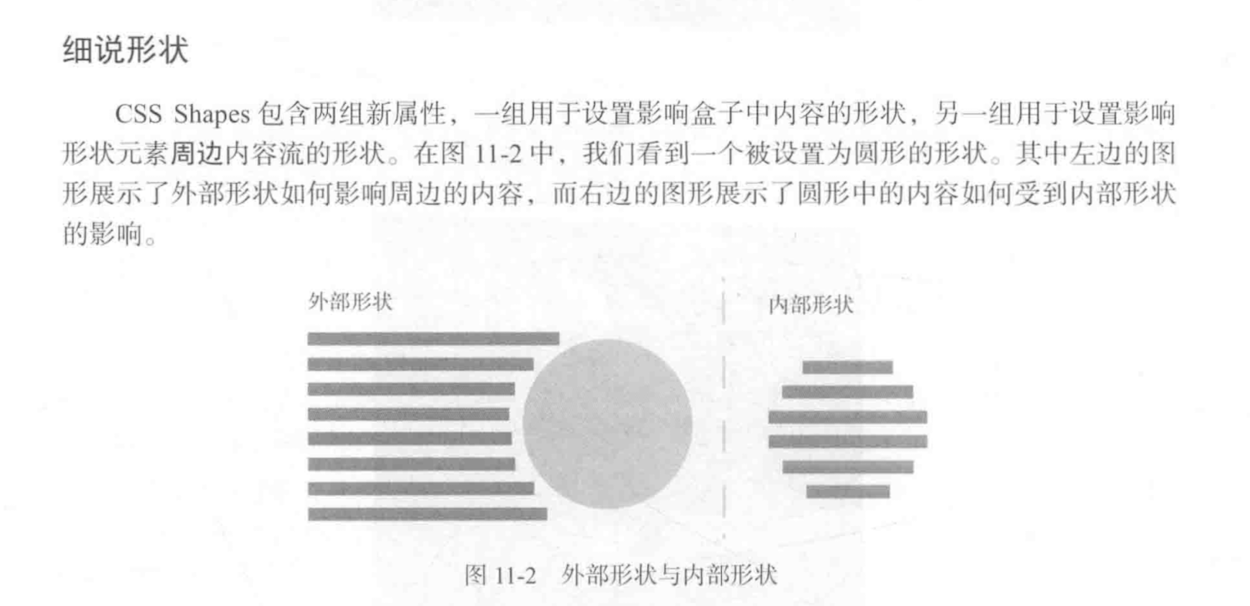 细说形状
CSS Shapes 包含两组新属性，一组用于设置影响盒子中内容的形状，另一组用于设置影响
形状元素周边内容流的形状。在图 11-2 中，我们看到一个被设置为圆形的形状。其中左边的图
形展示了外部形状如何影响周边的内容，而右边的图形展示了圆形中的内容如何受到内部形状
的影响。
外部形状
内部形状
图 11-2 外部形状与内部形状